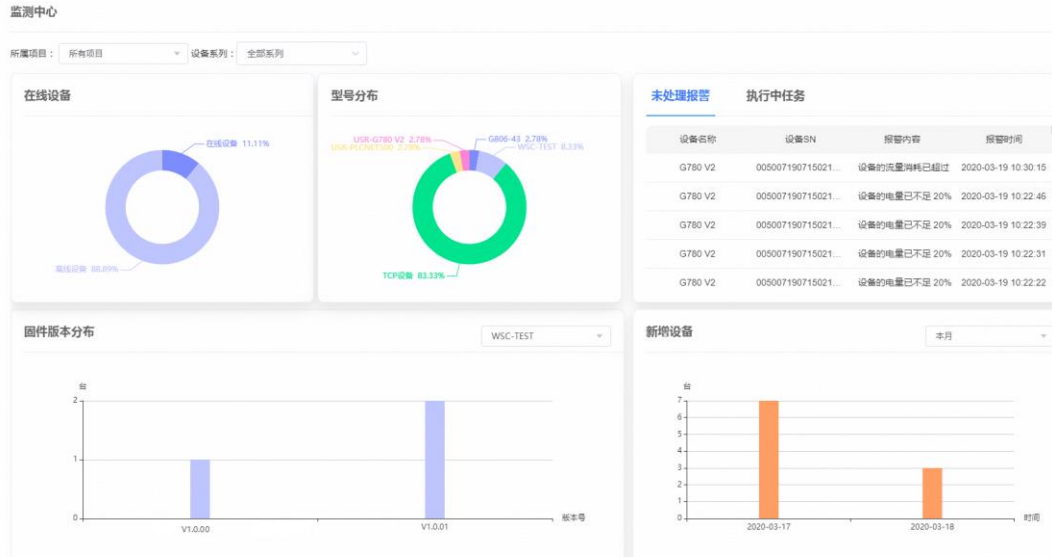 监测中心
所属项目： 所有项目 设备系列： 全部系列
在线设备
在线设备 11.11%
离线设备 88.89%
型号分布
USR-G780 V2 2.78%
G806-43 2.78%
WSC-TEST 8.33%
TCP设备 83.33%
未处理报警 执行中任务
设备名称 设备SN 报警内容 报警时间
G780 V2 005007190715021... 设备的流量消耗已超过 2020-03-19 10:30:15
G780 V2 005007190715021... 设备的电量已不足 20% 2020-03-19 10:22:46
G780 V2 005007190715021... 设备的电量已不足 20% 2020-03-19 10:22:39
G780 V2 005007190715021... 设备的电量已不足 20% 2020-03-19 10:22:31
G780 V2 005007190715021... 设备的电量已不足 20% 2020-03-19 10:22:22
固件版本分布 WSC-TEST
台
2
1
0
V1.0.00 V1.0.01 版本号
新增设备 本月
台
7
6
5
4
3
2
1
0
2020-03-17 2020-03-18 时间